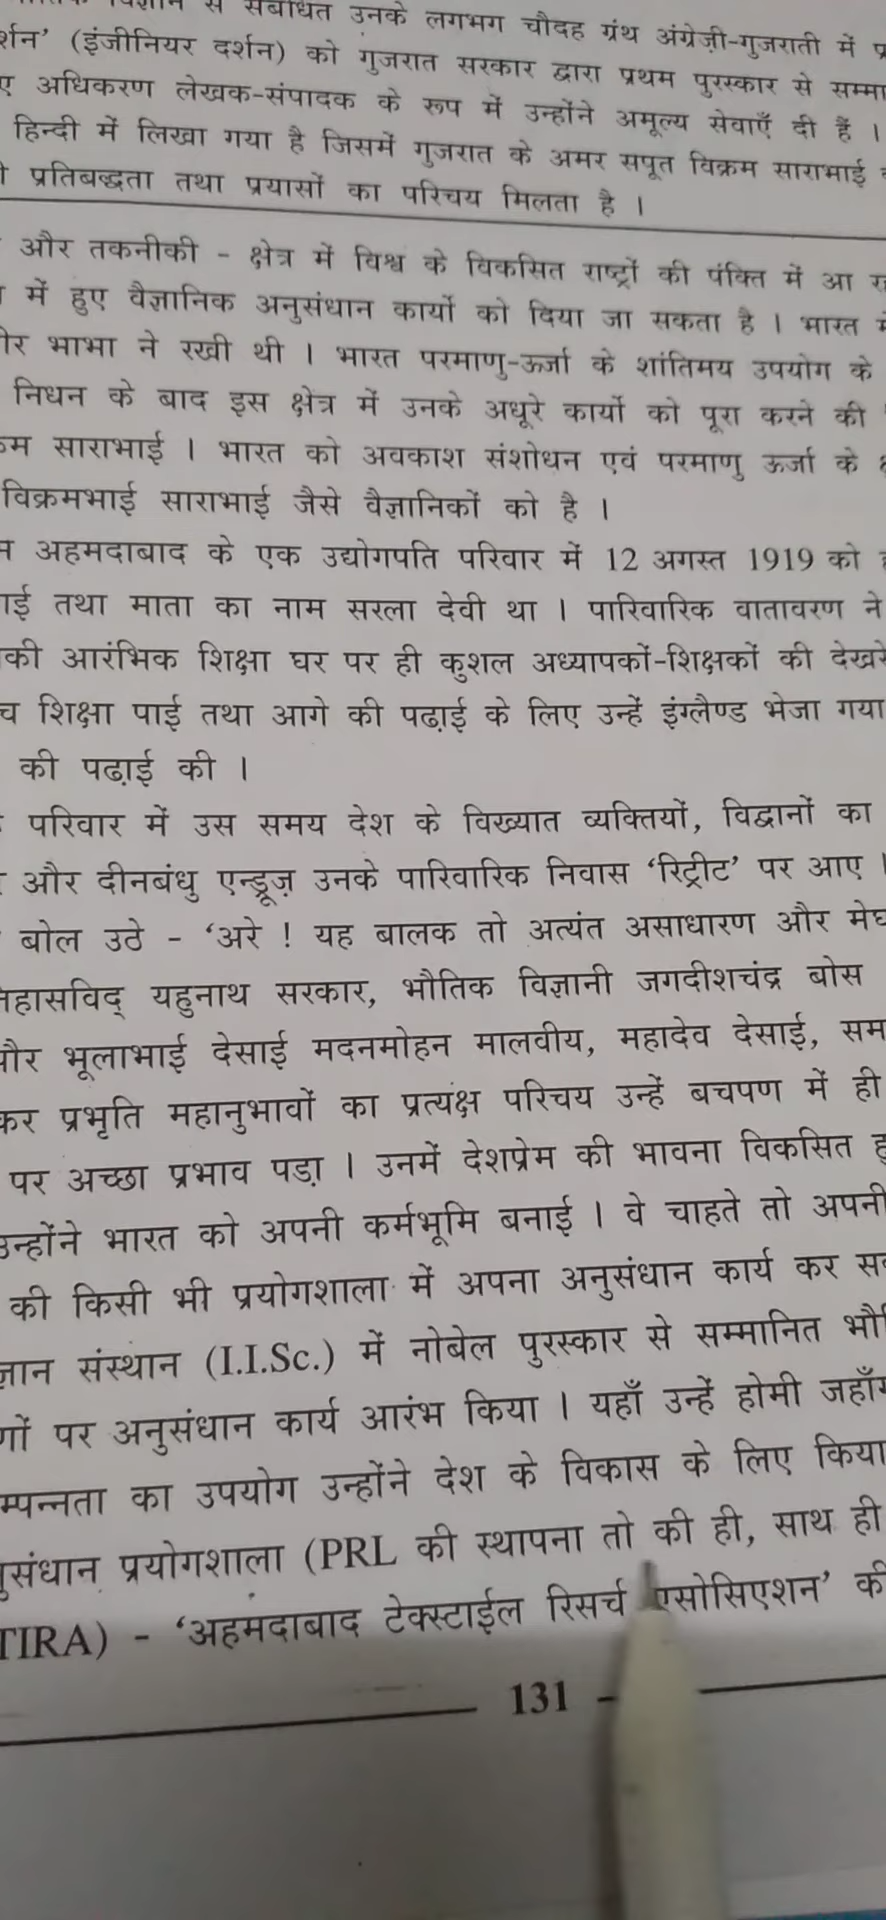 से संबंधित उनके लगभग चौदह ग्रंथ अंग्रेज़ी-गुजराती में
र्शन’ (इंजीनियर दर्शन) को गुजरात सरकार द्वारा प्रथम पुरस्कार से सम्मा
ए अधिकरण लेखक-संपादक के रूप में उन्होंने अमूल्य सेवाएँ दी हैं ।
हिन्दी में लिखा गया है जिसमें गुजरात के अमर सपूत विक्रम साराभाई
प्रतिबद्धता तथा प्रयासों का परिचय मिलता है ।
और तकनीकी - क्षेत्र में विश्व के विकसित राष्ट्रों की पंक्ति में आ
में हुए वैज्ञानिक अनुसंधान कार्यो को दिया जा सकता है । भारत
भाभा ने रखी थी । भारत परमाणु-ऊर्जा के शांतिमय उपयोग के
निधन के बाद इस क्षेत्र में उनके अधूरे कार्यो को पूरा करने की
साराभाई । भारत को अवकाश संशोधन एवं परमाणु ऊर्जा के
विक्रमभाई साराभाई जैसे वैज्ञानिकों को है ।
अहमदाबाद के एक उद्योगपति परिवार में 12 अगस्त 1919 को
ाई तथा माता का नाम सरला देवी था । पारिवारिक वातावरण ने
की आरंभिक शिक्षा घर पर ही कुशल अध्यापकों-शिक्षकों की देखरे
च शिक्षा पाई तथा आगे की पढ़ाई के लिए उन्हें इंग्लैण्ड भेजा गया
की पढ़ाई की ।
परिवार में उस समय देश के विख्यात व्यक्तियों, विद्वानों का
और दीनबंधु एन्ड्रूज़ उनके पारिवारिक निवास ‘रिट्रीट’ पर आए ।
बोल उठे - ‘अरे ! यह बालक तो अत्यंत असाधारण और मेघ
हासविद् यहुनाथ सरकार, भौतिक विज्ञानी जगदीशचंद्र बोस
और भूलाभाई देसाई मदनमोहन मालवीय, महादेव देसाई, सम
कर प्रभृति महानुभावों का प्रत्यक्ष परिचय उन्हें बचपण में ही
पर अच्छा प्रभाव पड़ा । उनमें देशप्रेम की भावना विकसित
उन्होंने भारत को अपनी कर्मभूमि बनाई । वे चाहते तो अपनी
की किसी भी प्रयोगशाला में अपना अनुसंधान कार्य कर
ज्ञान संस्थान (I.I.Sc.) में नोबेल पुरस्कार से सम्मानित भौ
णों पर अनुसंधान कार्य आरंभ किया । यहाँ उन्हें होमी जहाँग
म्पन्नता का उपयोग उन्होंने देश के विकास के लिए किया
नुसंधान प्रयोगशाला (PRL की स्थापना तो की ही, साथ ही
TIRA) - ‘अहमदाबाद टेक्स्टाईल रिसर्च एसोसिएशन’ की
131